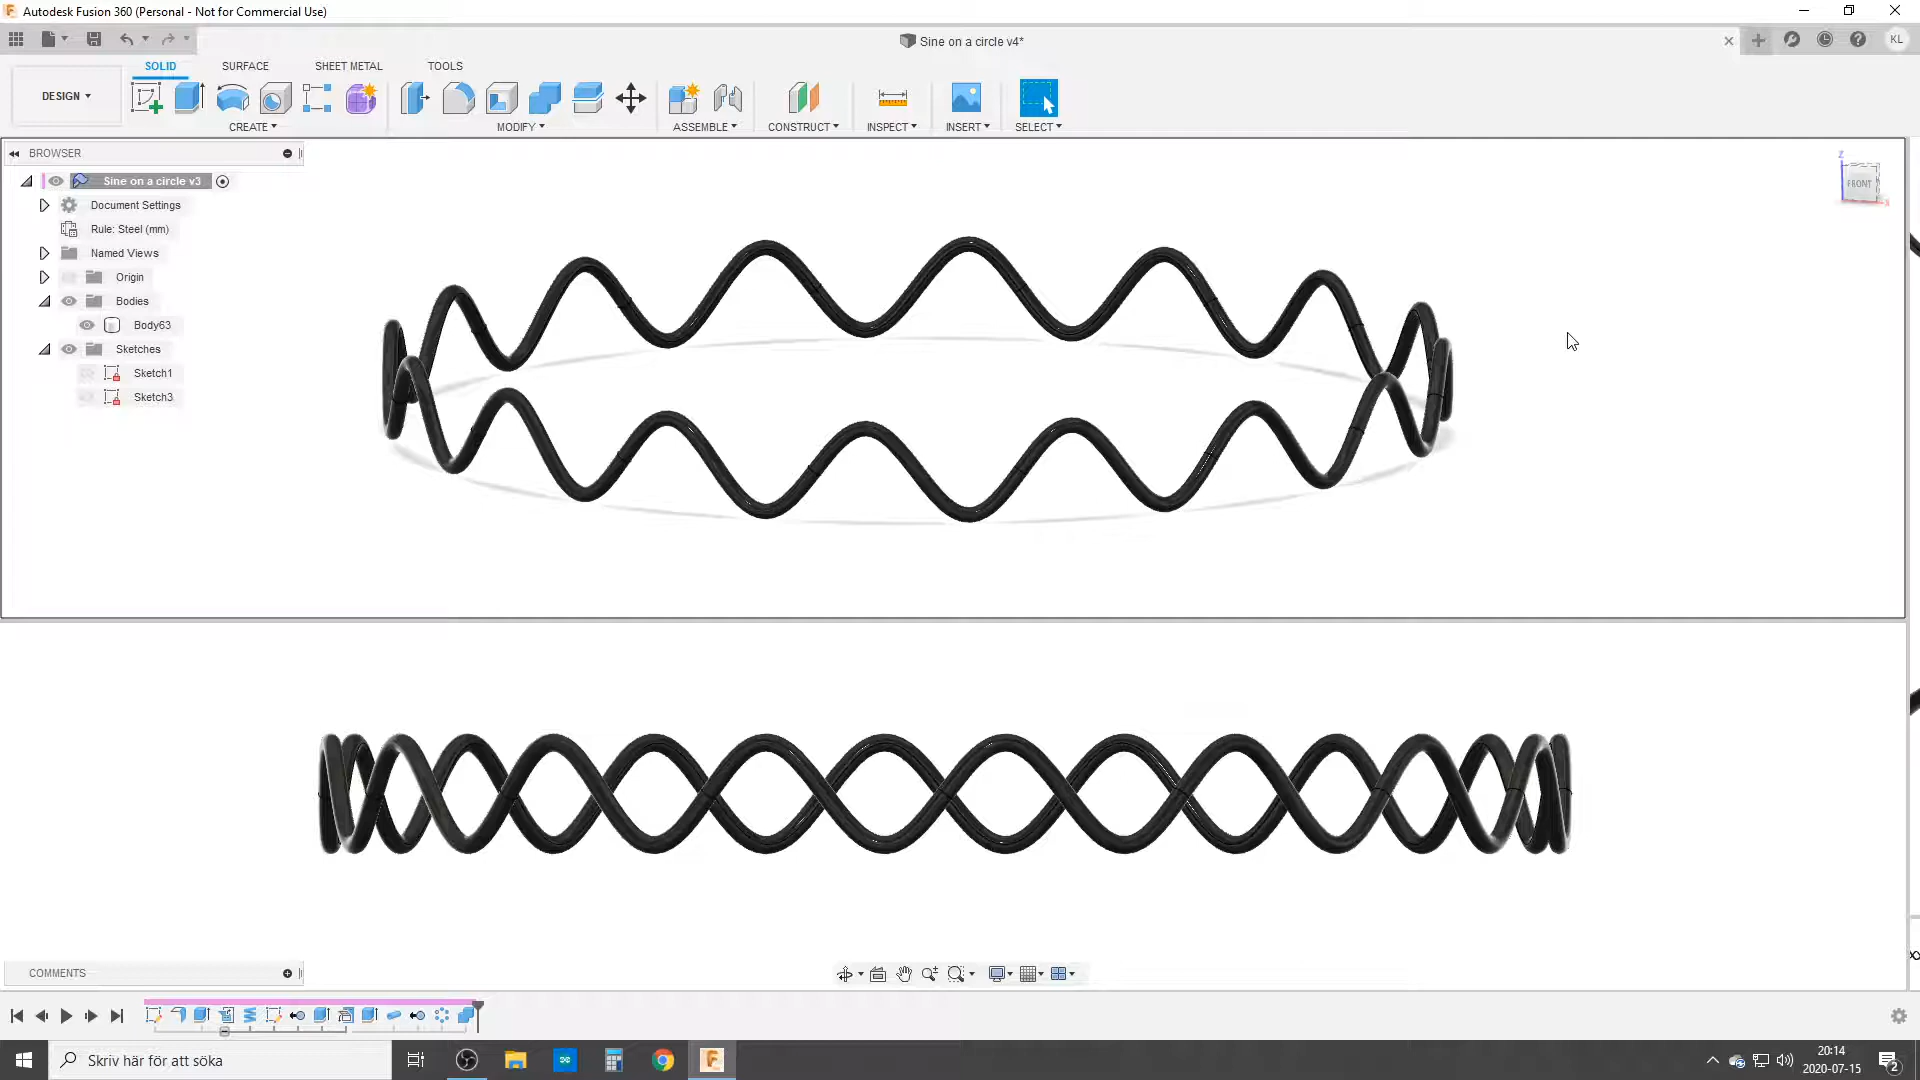 Autodesk Fusion 360 (Personal - Not for Commercial Use)
Sine on a circle v4*
KL
DESIGN
SOLID
SURFACE
SHEET METAL
TOOLS
CREATE
MODIFY
ASSEMBLE
CONSTRUCT
INSPECT
INSERT
SELECT
BROWSER
Sine on a circle v3
Document Settings
Rule: Steel (mm)
Named Views
Origin
Bodies
Body63
Sketches
Sketch1
Sketch3
Z
FRONT
X
COMMENTS
Skriv här för att söka
20:14
2020-07-15
2